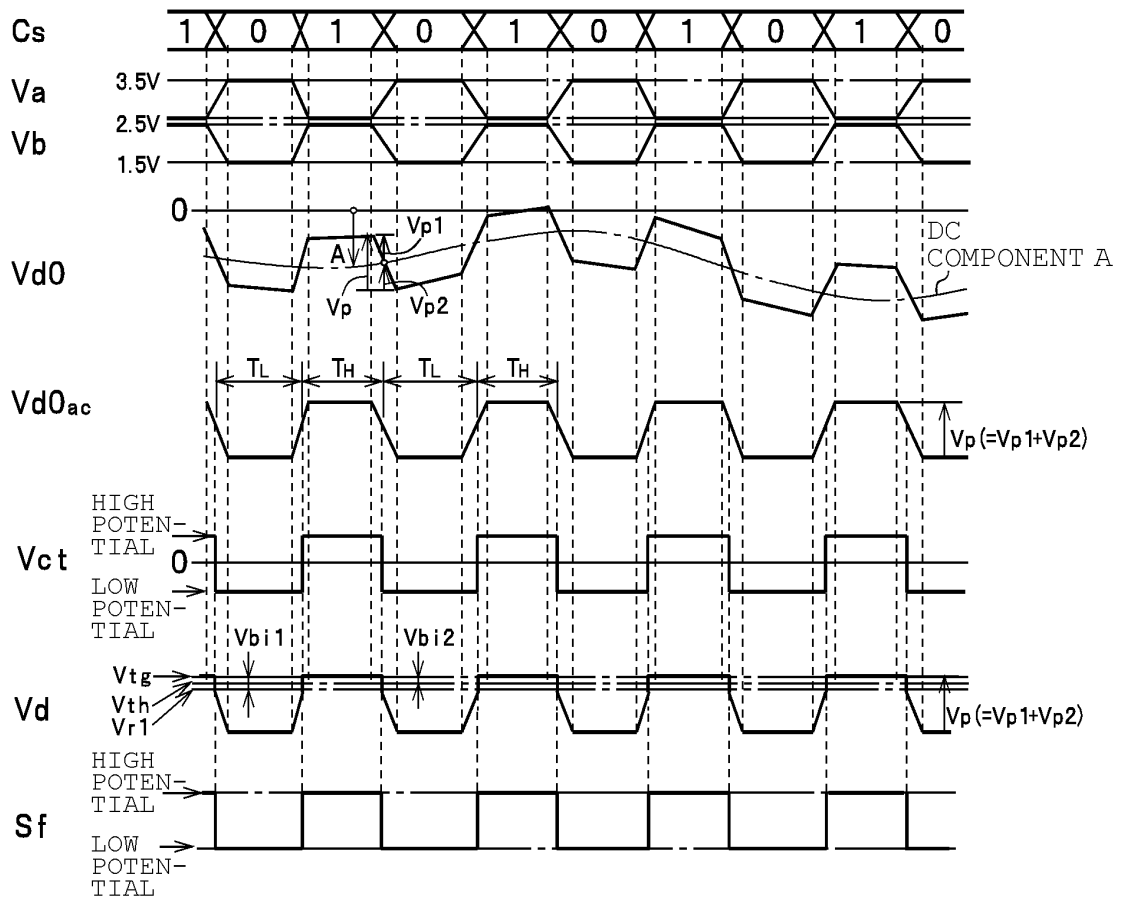 Cs 1 0 1 0 1 0 1 0 1 0
Va 3.5V
2.5V
Vb
1.5V
0
Vd0
A
Vp1
Vp
Vp2
DC
COMPONENT A
TL TH TL TH
Vd0ac
Vp(=Vp1+Vp2)
HIGH
POTEN-
TIAL
Vct 0
LOW
POTEN-
TIAL
Vbi1 Vbi2
Vtg
Vth
Vd
Vr1
Vp(=Vp1+Vp2)
HIGH
POTEN-
TIAL
Sf
LOW
POTEN-
TIAL